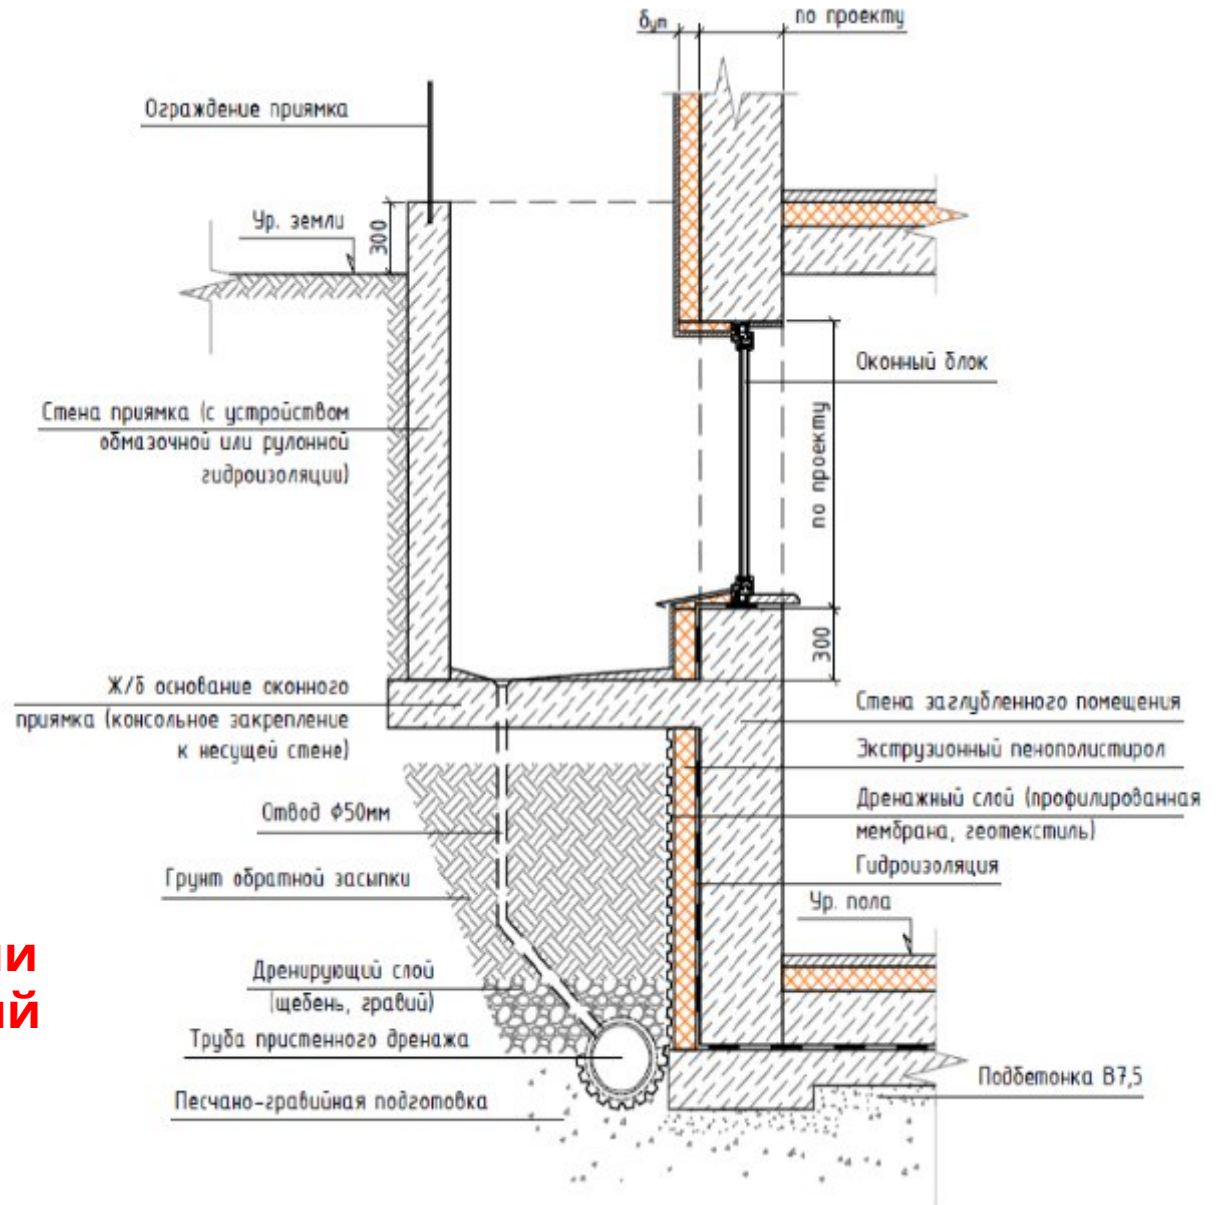 δуп
по проекту
Ограждение приямка
Ур. земли
300
Оконный блок
Стена приямка (с устройством
обмазочной или рулонной
гидроизоляции)
по проекту
300
Ж/б основание оконного
приямка (консольное закрепление
к несущей стене)
Стена заглубленного помещения
Экструзионный пенополистирол
Дренажный слой (профилированная
мембрана, геотекстиль)
Гидроизоляция
Отвод Ф50мм
Грунт обратной засыпки
Ур. пола
ии
ий
Дренирующий слой
(щебень, гравий)
Труба пристенного дренажа
Песчано-гравийная подготовка
Подбетонка В7,5